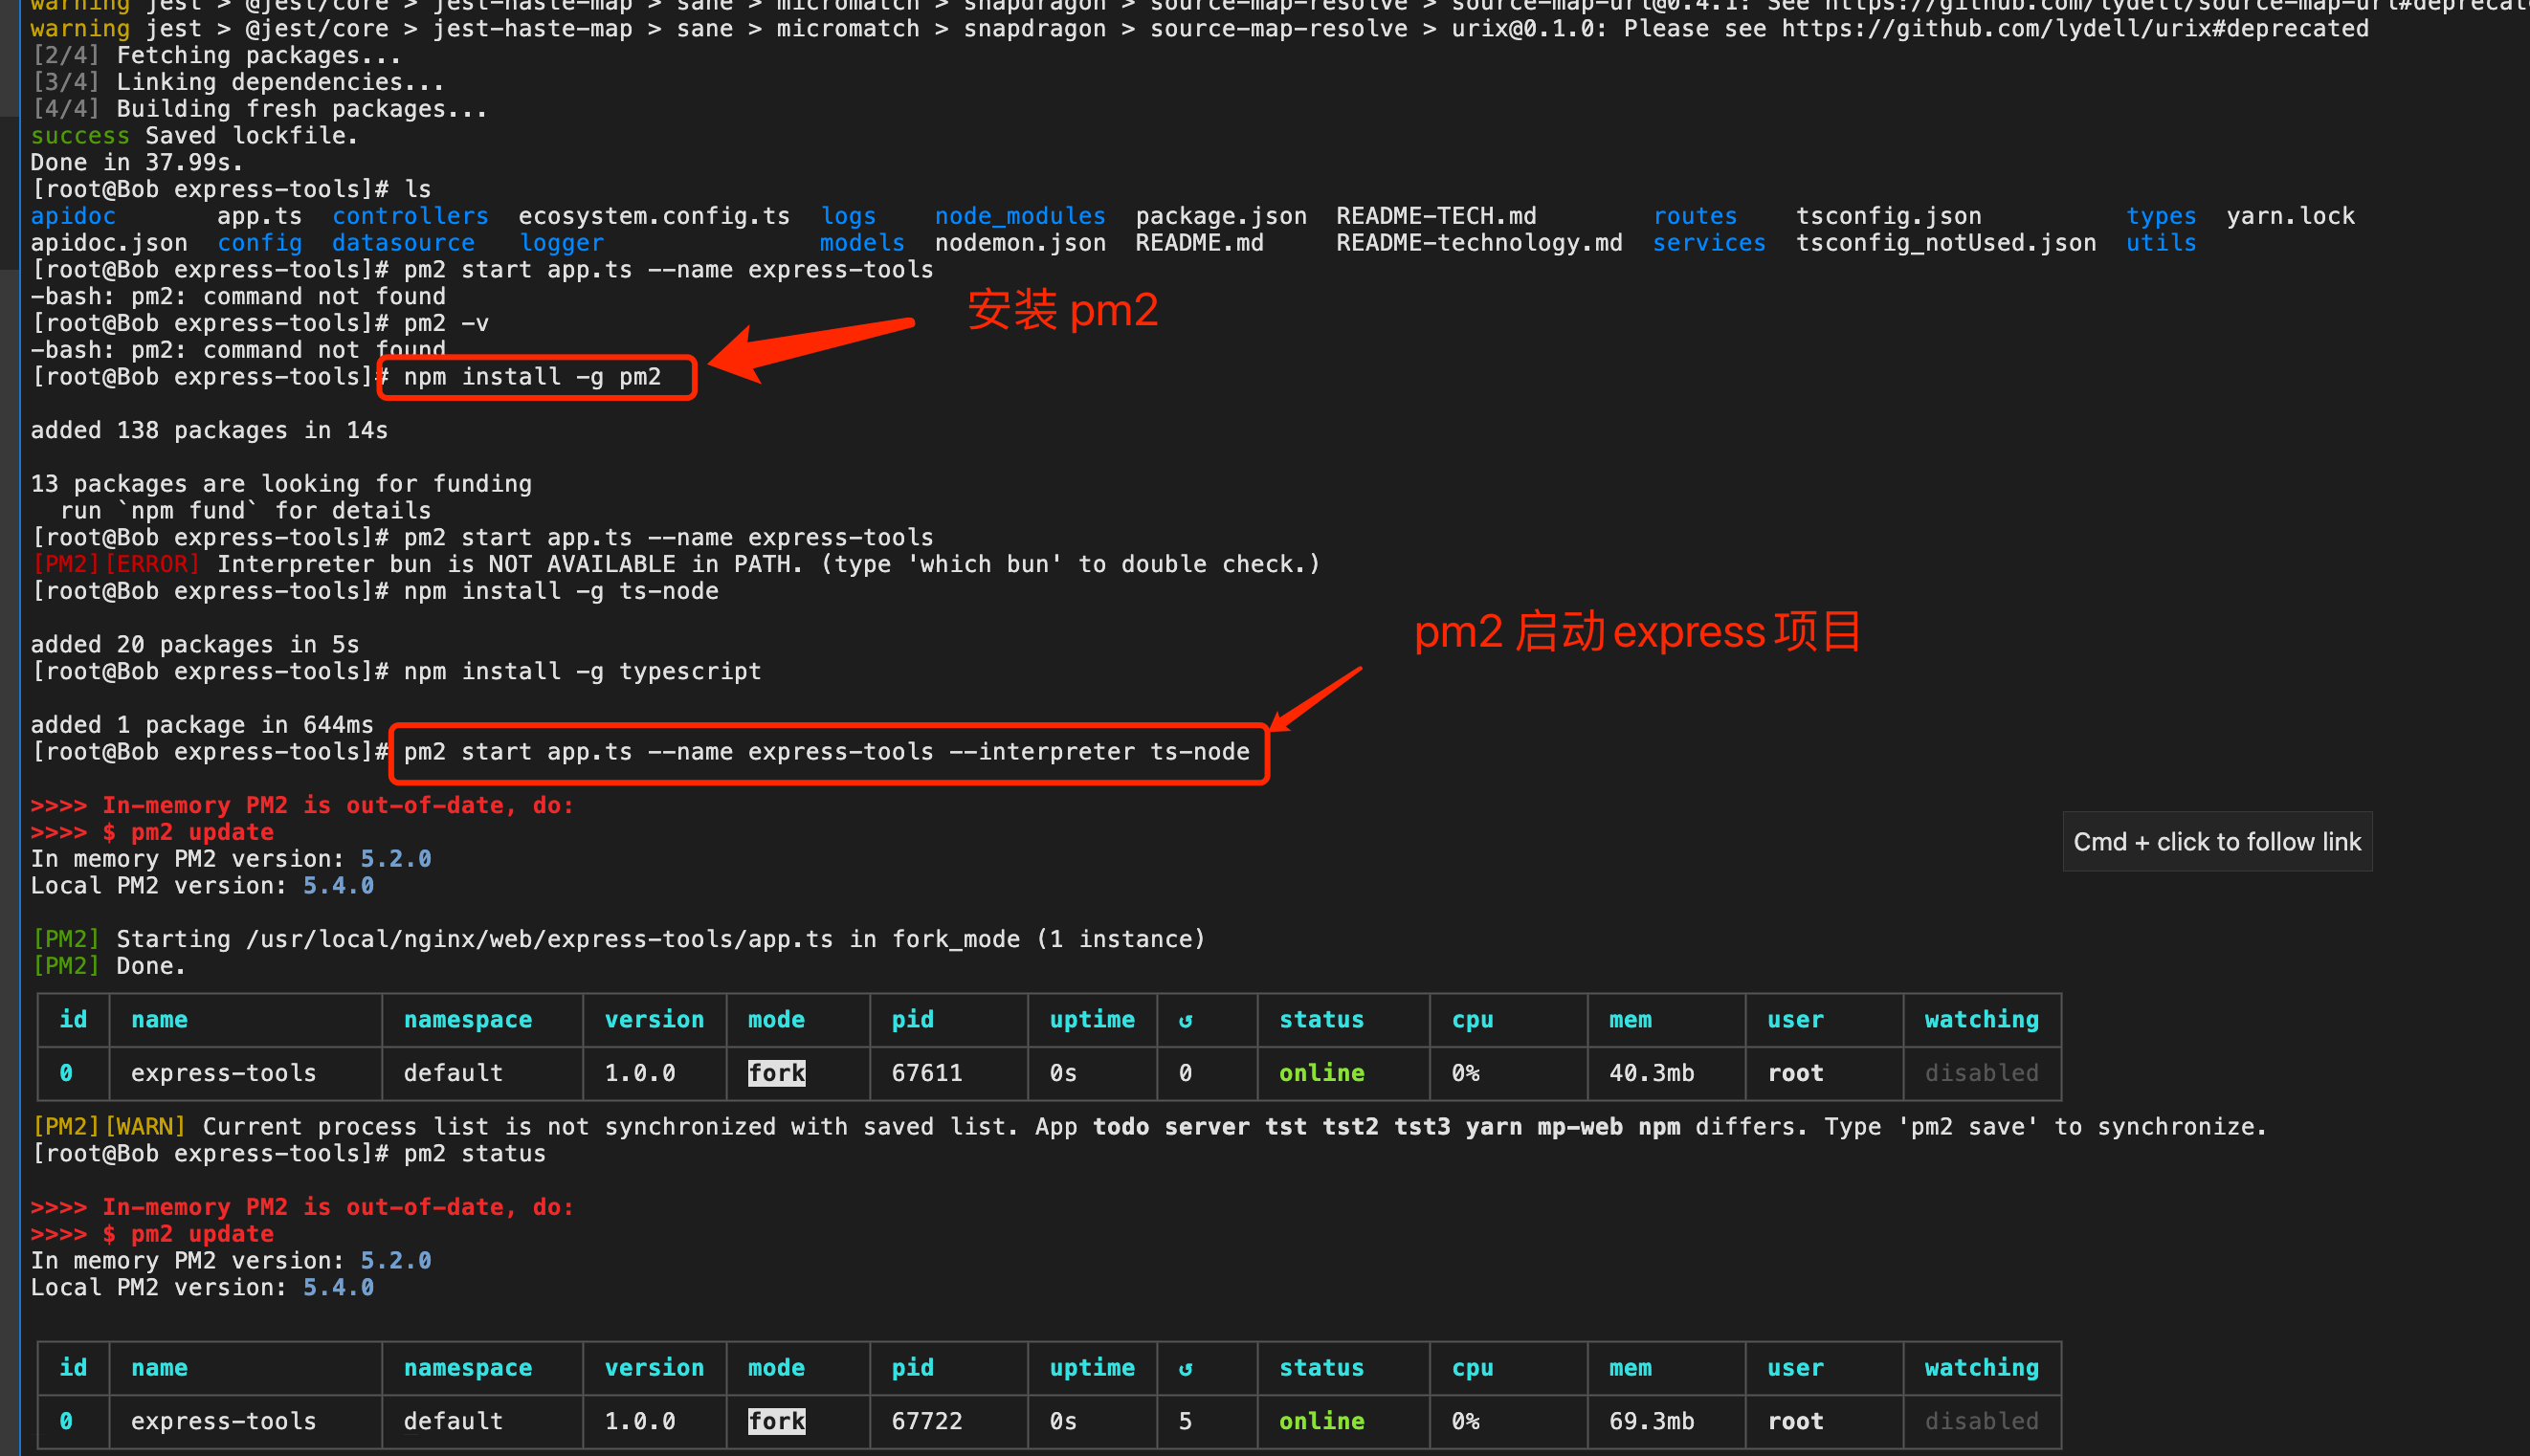 warning jest > @jest/core > jest-haste-map > sane > micromatch > snapdragon > source-map-resolve > source-map-url@0.4.1: See https://github.com/lydell/source-map-url#deprecat
warning jest > @jest/core > jest-haste-map > sane > micromatch > snapdragon > source-map-resolve > urix@0.1.0: Please see https://github.com/lydell/urix#deprecated
[2/4] Fetching packages...
[3/4] Linking dependencies...
[4/4] Building fresh packages...
success Saved lockfile.
Done in 37.99s.
[root@Bob express-tools]# ls
apidoc app.ts controllers ecosystem.config.ts logs node_modules package.json README-TECH.md routes tsconfig.json types yarn.lock
apidoc.json config datasource logger models nodemon.json README.md README-technology.md services tsconfig_notUsed.json utils
[root@Bob express-tools]# pm2 start app.ts --name express-tools
-bash: pm2: command not found
安装 pm2
[root@Bob express-tools]# pm2 -v
-bash: pm2: command not found
[root@Bob express-tools]# npm install -g pm2
added 138 packages in 14s
13 packages are looking for funding
run `npm fund` for details
[root@Bob express-tools]# pm2 start app.ts --name express-tools
[PM2][ERROR] Interpreter bun is NOT AVAILABLE in PATH. (type 'which bun' to double check.)
[root@Bob express-tools]# npm install -g ts-node
pm2 启动express项目
added 20 packages in 5s
[root@Bob express-tools]# npm install -g typescript
added 1 package in 644ms
[root@Bob express-tools]# pm2 start app.ts --name express-tools --interpreter ts-node
>>>> In-memory PM2 is out-of-date, do:
>>>> $ pm2 update
Cmd + click to follow link
In memory PM2 version: 5.2.0
Local PM2 version: 5.4.0
[PM2] Starting /usr/local/nginx/web/express-tools/app.ts in fork_mode (1 instance)
[PM2] Done.
id name namespace version mode pid uptime ↺ status cpu mem user watching
0 express-tools default 1.0.0 fork 67611 0s 0 online 0% 40.3mb root disabled
[PM2][WARN] Current process list is not synchronized with saved list. App todo server tst tst2 tst3 yarn mp-web npm differs. Type 'pm2 save' to synchronize.
[root@Bob express-tools]# pm2 status
>>>> In-memory PM2 is out-of-date, do:
>>>> $ pm2 update
In memory PM2 version: 5.2.0
Local PM2 version: 5.4.0
id name namespace version mode pid uptime ↺ status cpu mem user watching
0 express-tools default 1.0.0 fork 67722 0s 5 online 0% 69.3mb root disabled